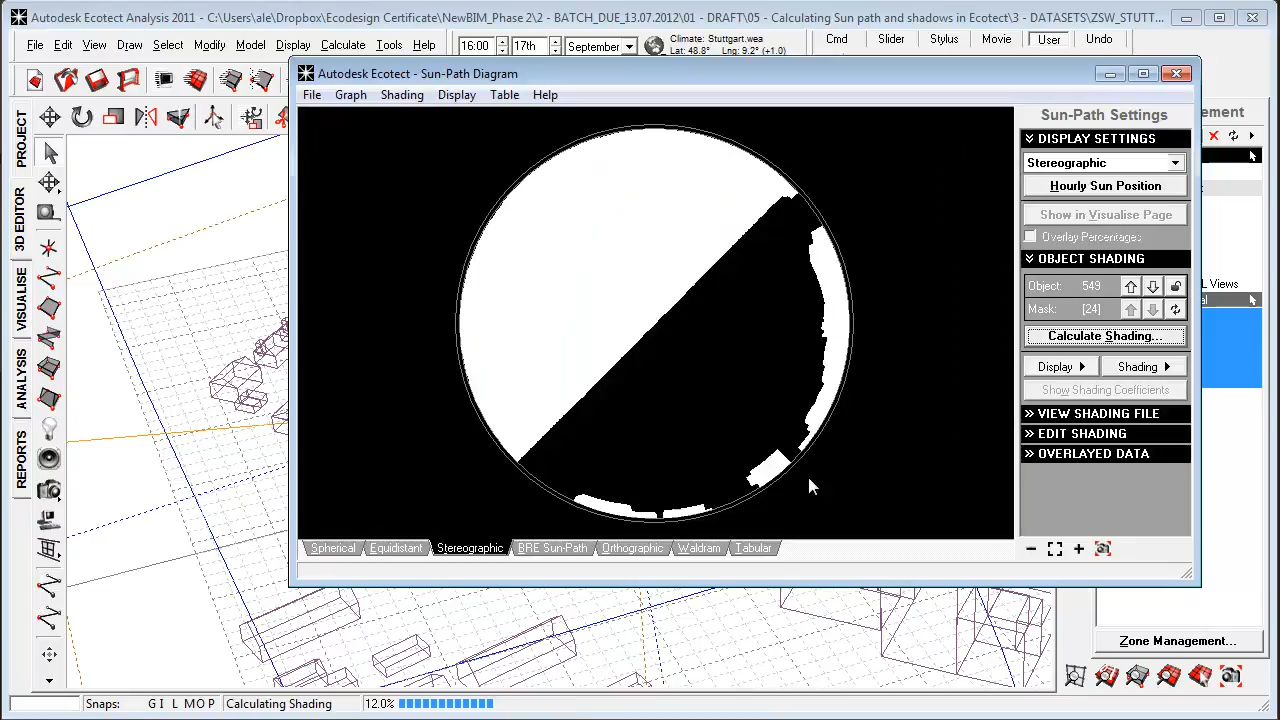 Autodesk Ecotect Analysis 2011 - C:\Users\ale\Dropbox\Ecodesign Certificate\NewBIM_Phase 2\2 - BATCH_DUE_13.07.2012\01 - DRAFT\05 - Calculating Sun path and shadows in Ecotect\3 - DATASETS\ZSW_STUTT...
File Edit View Draw Select Modify Model Display Calculate Tools Help
16:00 17th September
Climate: Stuttgart.wea
Lat: 48.8° Lng: 9.2° (+1.0)
Cmd Slider Stylus Movie User Undo
Autodesk Ecotect - Sun-Path Diagram
File Graph Shading Display Table Help
Sun-Path Settings
DISPLAY SETTINGS
Stereographic
Hourly Sun Position
Show in Visualise Page
Overlay Percentages
OBJECT SHADING
Object: 549
Mask: [24]
Calculate Shading...
Display Shading
Show Shading Coefficients
VIEW SHADING FILE
EDIT SHADING
OVERLAYED DATA
Spherical Equidistant Stereographic BRE Sun-Path Orthographic Waldram Tabular
PROJECT
3D EDITOR
VISUALISE
ANALYSIS
REPORTS
Views
Zone Management...
Snaps: G I L M O P Calculating Shading 12.0%